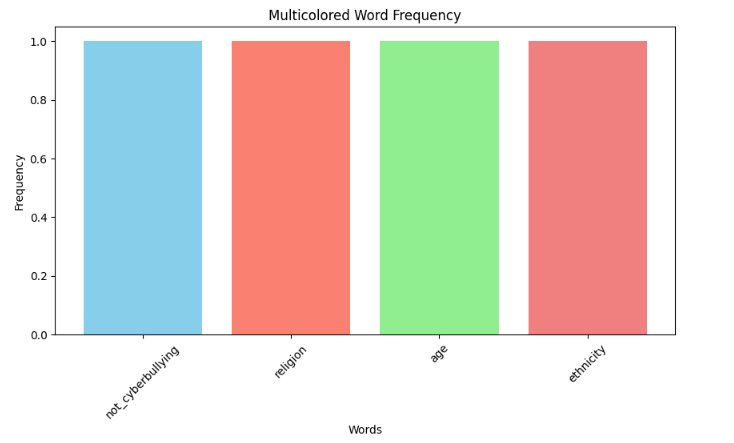 Multicolored Word Frequency
1.0
0.8
0.6
0.4
0.2
0.0
Frequency
not_cyberbullying
religion
age
ethnicity
Words